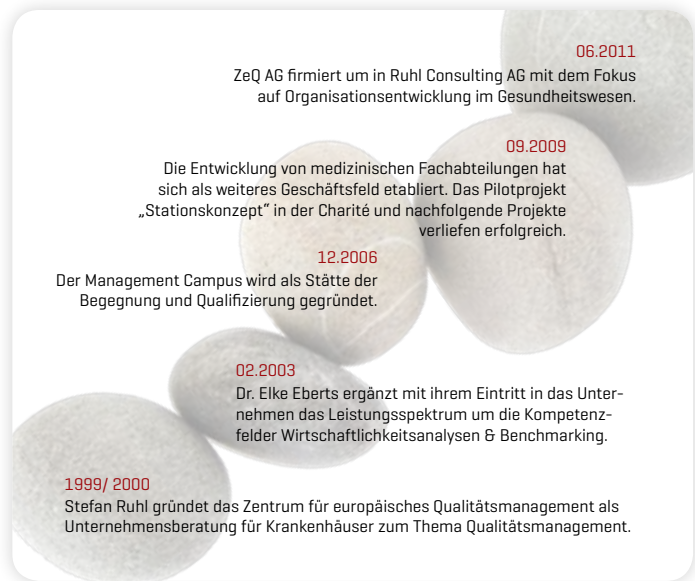 06.2011
ZeQ AG firmiert um in Ruhl Consulting AG mit dem Fokus
auf Organisationsentwicklung im Gesundheitswesen.
09.2009
Die Entwicklung von medizinischen Fachabteilungen hat
sich als weiteres Geschäftsfeld etabliert. Das Pilotprojekt
„Stationskonzept“ in der Charité und nachfolgende Projekte
verliefen erfolgreich.
12.2006
Der Management Campus wird als Stätte der
Begegnung und Qualifizierung gegründet.
02.2003
Dr. Elke Eberts ergänzt mit ihrem Eintritt in das Unter-
nehmen das Leistungsspektrum um die Kompetenz-
felder Wirtschaftlichkeitsanalysen & Benchmarking.
1999/ 2000
Stefan Ruhl gründet das Zentrum für europäisches Qualitätsmanagement als
Unternehmensberatung für Krankenhäuser zum Thema Qualitätsmanagement.